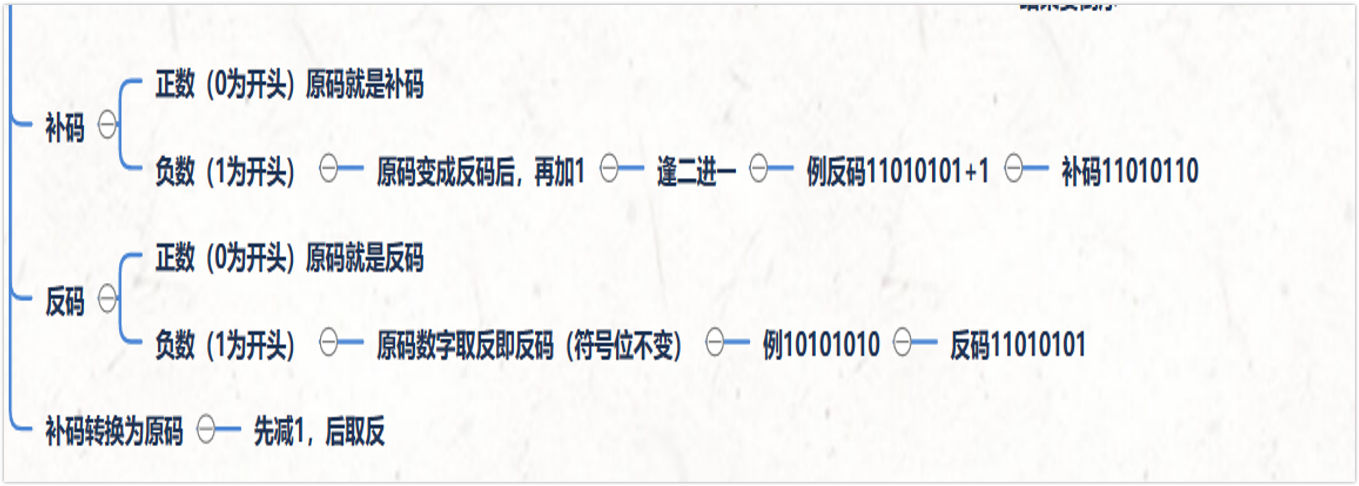 补码
正数（0为开头）原码就是补码
负数（1为开头） 原码变成反码后，再加1 逢二进一 例反码11010101+1 补码11010110
反码
正数（0为开头）原码就是反码
负数（1为开头） 原码数字取反即反码（符号位不变） 例10101010 反码11010101
补码转换为原码 先减1，后取反